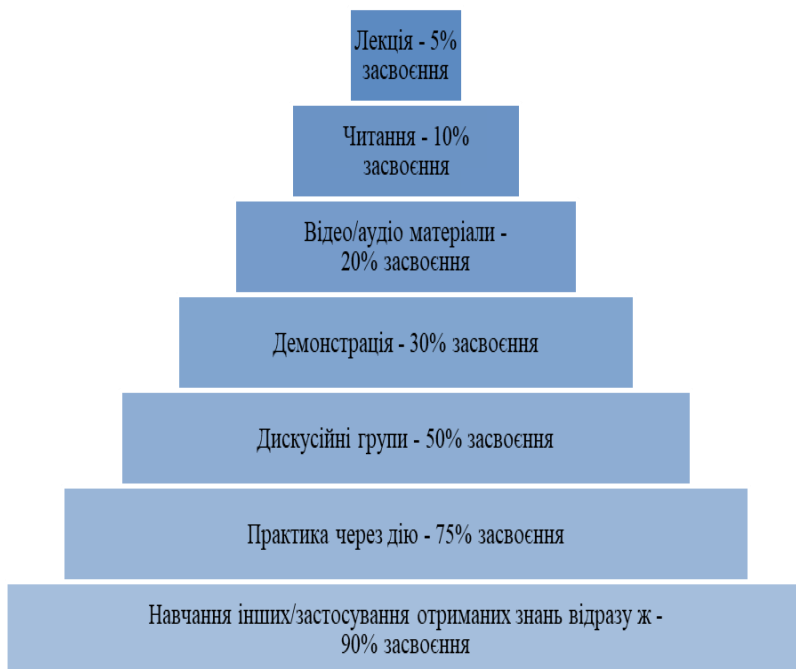 Лекція - 5%
засвоєння
Читання - 10%
засвоєння
Відео/аудіо матеріали -
20% засвоєння
Демонстрація - 30% засвоєння
Дискусійні групи - 50% засвоєння
Практика через дію - 75% засвоєння
Навчання інших/застосування отриманих знань відразу ж -
90% засвоєння